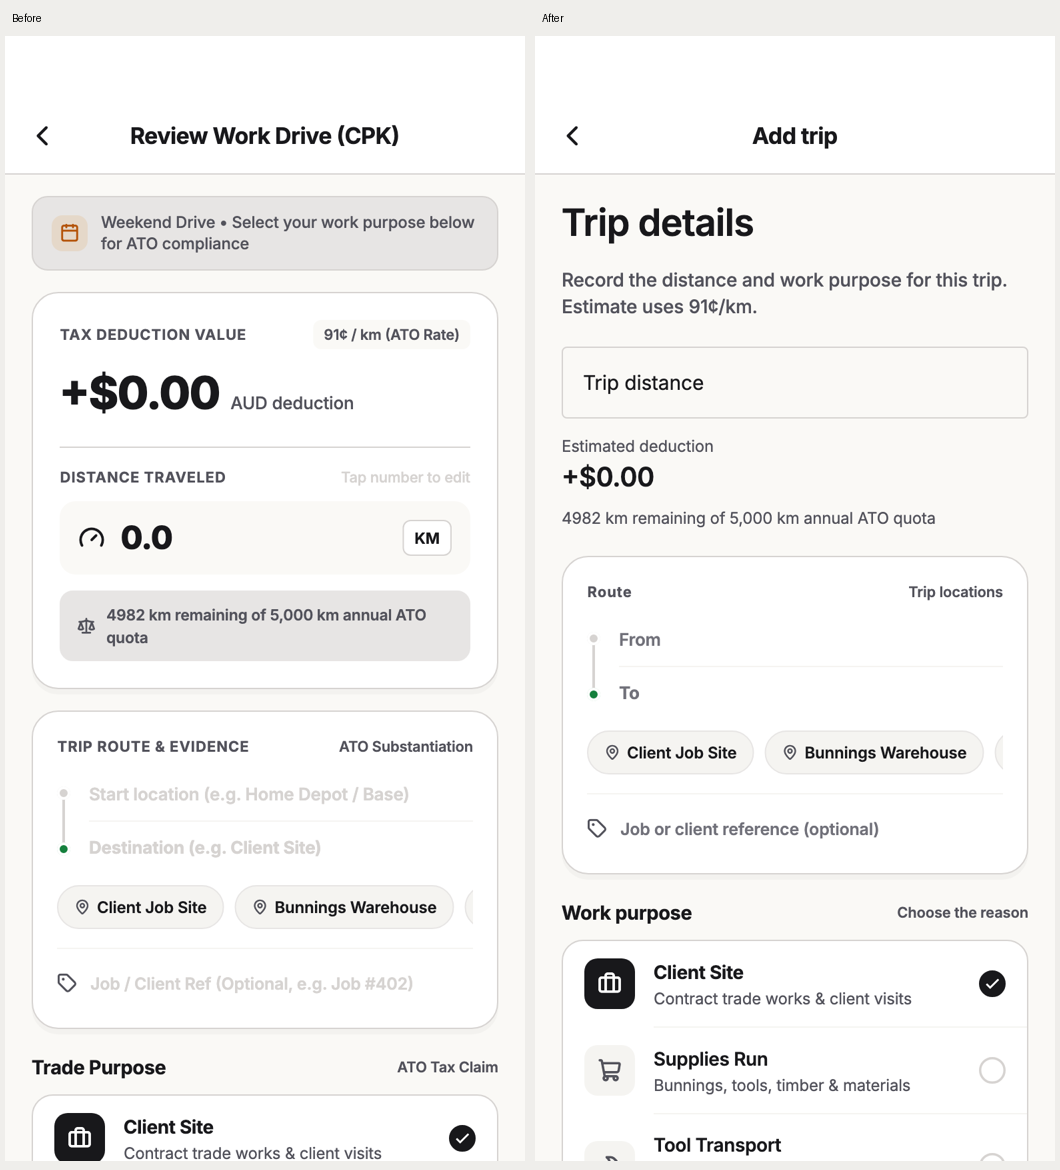 Before
Review Work Drive (CPK)
Weekend Drive • Select your work purpose below
for ATO compliance
TAX DEDUCTION VALUE
91¢ / km (ATO Rate)
+$0.00 AUD deduction
DISTANCE TRAVELED
Tap number to edit
0.0
KM
4982 km remaining of 5,000 km annual ATO
quota
TRIP ROUTE & EVIDENCE
ATO Substantiation
Start location (e.g. Home Depot / Base)
Destination (e.g. Client Site)
Client Job Site
Bunnings Warehouse
Job / Client Ref (Optional, e.g. Job #402)
Trade Purpose
ATO Tax Claim
Client Site
Contract trade works & client visits
After
Add trip
Trip details
Record the distance and work purpose for this trip.
Estimate uses 91¢/km.
Trip distance
Estimated deduction
+$0.00
4982 km remaining of 5,000 km annual ATO quota
Route
Trip locations
From
To
Client Job Site
Bunnings Warehouse
Job or client reference (optional)
Work purpose
Choose the reason
Client Site
Contract trade works & client visits
Supplies Run
Bunnings, tools, timber & materials
Tool Transport